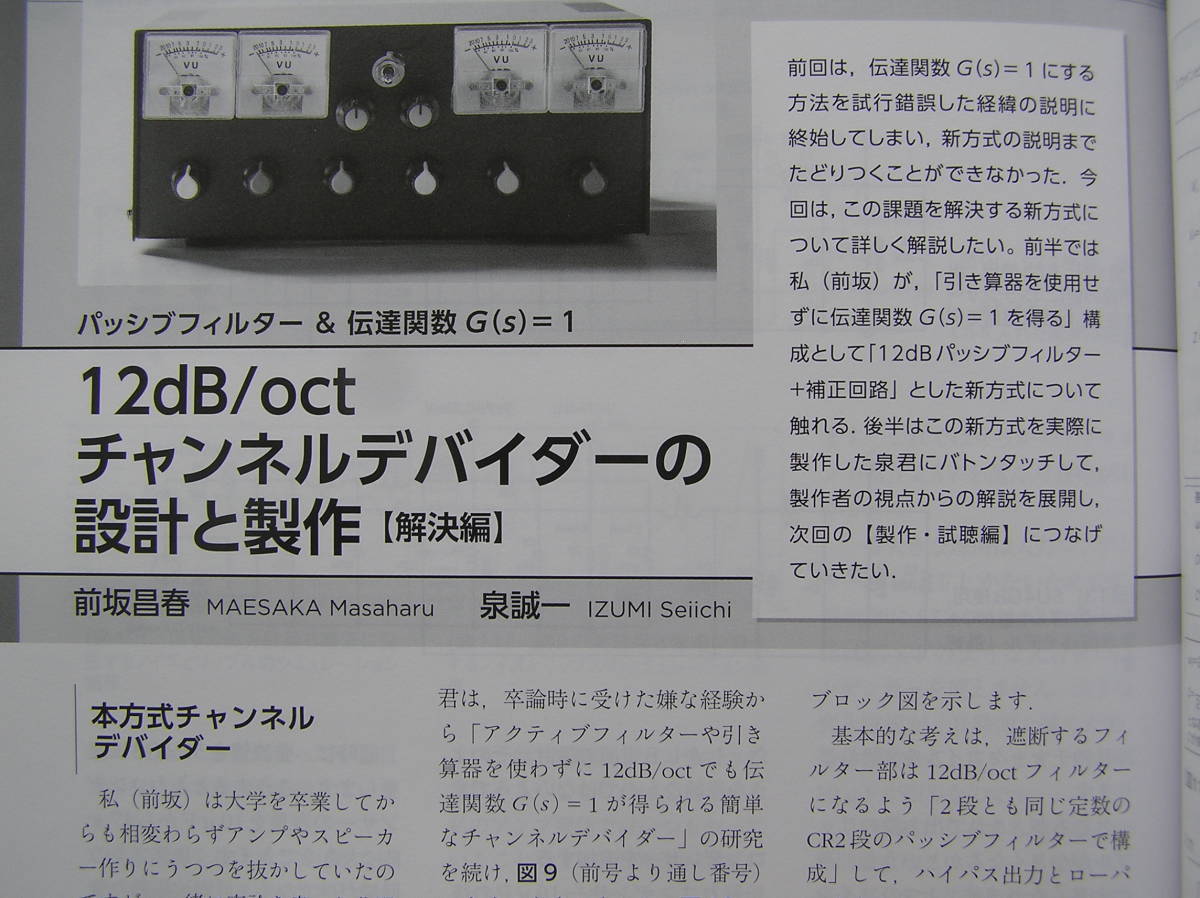 VU
VU
VU
VU
パッシブフィルター & 伝達関数 G(s)=1
12dB/oct
チャンネルデバイダーの
設計と製作【解決編】
前坂昌春 MAESAKA Masaharu 泉誠一 IZUMI Seiichi
前回は，伝達関数 G(s)=1 にする
方法を試行錯誤した経緯の説明に
終始してしまい，新方式の説明まで
たどりつくことができなかった．今
回は，この課題を解決する新方式に
ついて詳しく解説したい。前半では
私（前坂）が，「引き算器を使用せ
ずに伝達関数 G(s)=1 を得る」構
成として「12dBパッシブフィルター
+補正回路」とした新方式について
触れる．後半はこの新方式を実際に
製作した泉君にバトンタッチして，
製作者の視点からの解説を展開し，
次回の【製作・試聴編】につなげ
ていきたい．
本方式チャンネル
デバイダー
私（前坂）は大学を卒業してか
らも相変わらずアンプやスピーカ
ー作りにうつつを抜かしていたの
君は，卒論時に受けた嫌な経験か
ら「アクティブフィルターや引き
算器を使わずに 12dB/oct でも伝
達関数 G(s)=1 が得られる簡単
なチャンネルデバイダー」の研究
を続け，図9（前号より通し番号）
ブロック図を示します．
基本的な考えは，遮断するフィ
ルター部は 12dB/oct フィルター
になるよう「2段とも同じ定数の
CR2段のパッシブフィルターで構
成」して，ハイパス出力とローパ